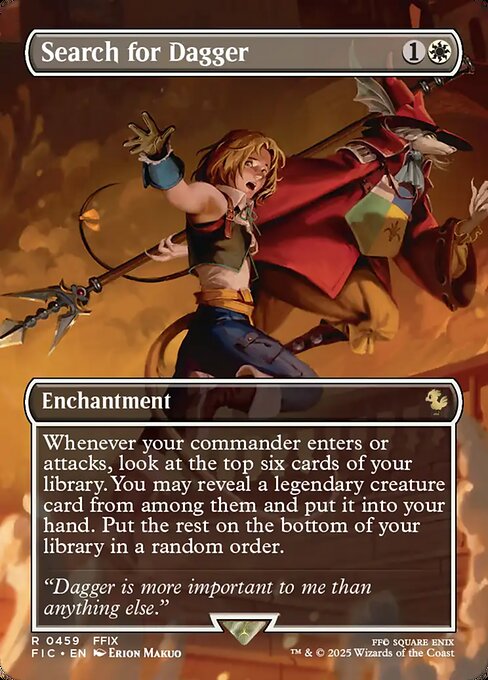 Search for Dagger
1
Enchantment
Whenever your commander enters or
attacks, look at the top six cards of your
library. You may reveal a legendary creature
card from among them and put it into your
hand. Put the rest on the bottom of your
library in a random order.
“Dagger is more important to me than
anything else.”
R 0459 FFIX
FIC • EN Erion Makuo
FF© SQUARE ENIX
™ & © 2025 Wizards of the Coast